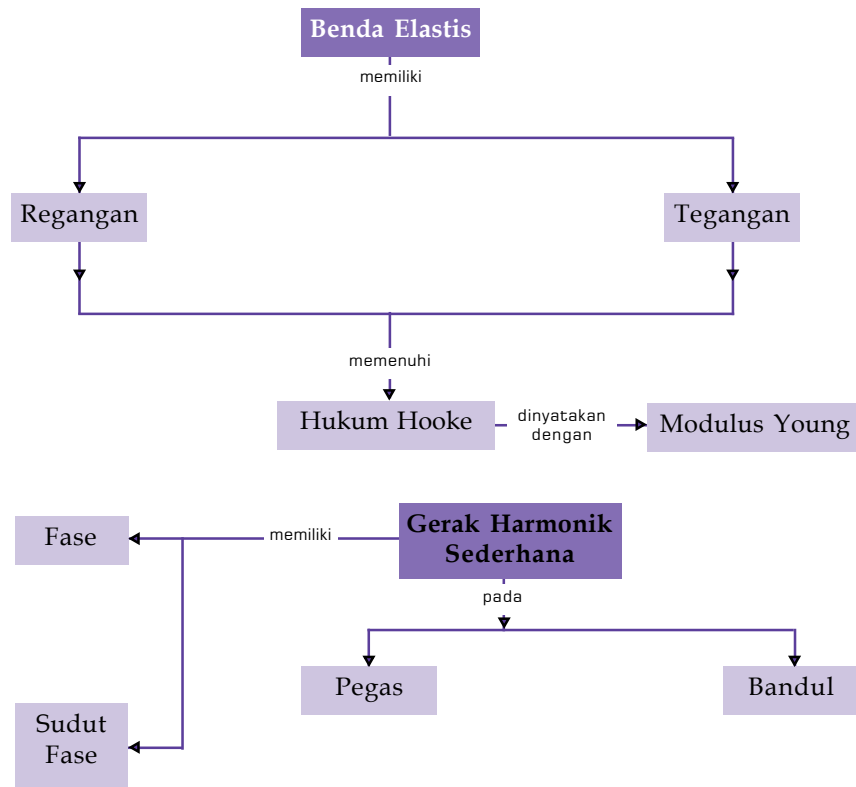 Benda Elastis
memiliki
Regangan
Tegangan
memenuhi
Hukum Hooke
dinyatakan
dengan
Modulus Young
Fase
memiliki
Gerak Harmonik
Sederhana
pada
Pegas
Bandul
Sudut
Fase